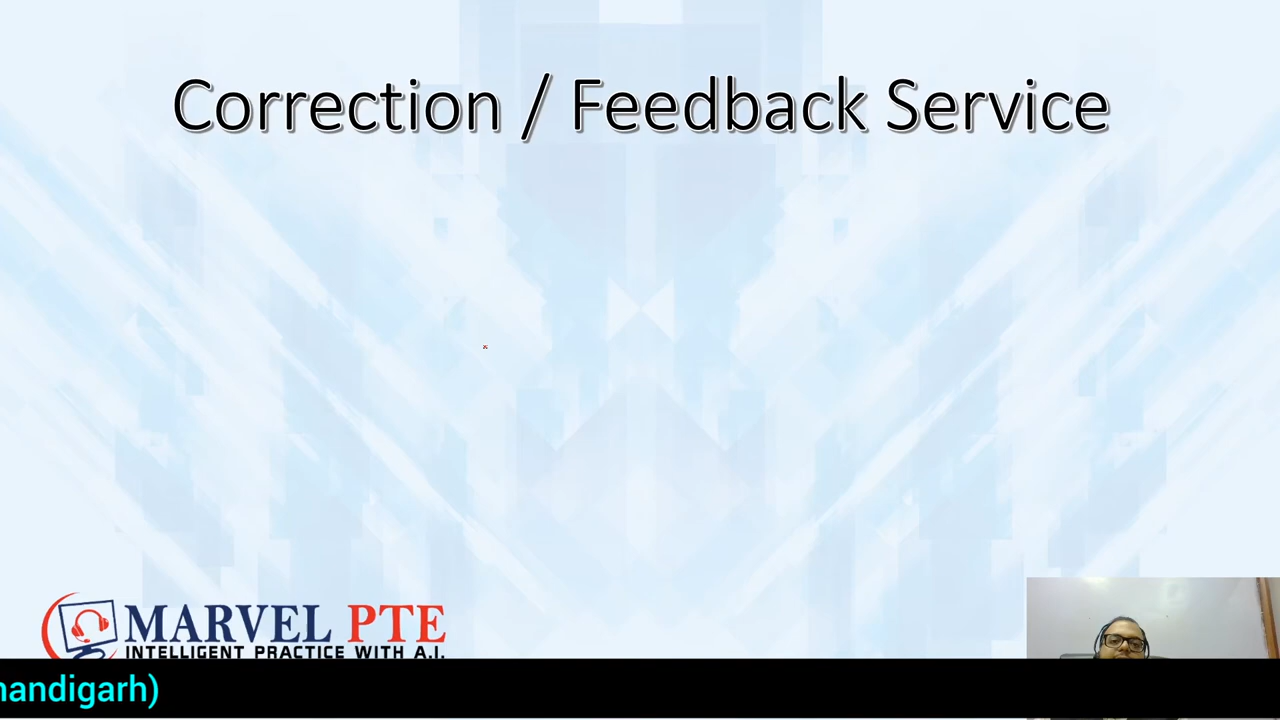 Correction / Feedback Service
MARVEL PTE
INTELLIGENT PRACTICE WITH A.I.
handigarh)